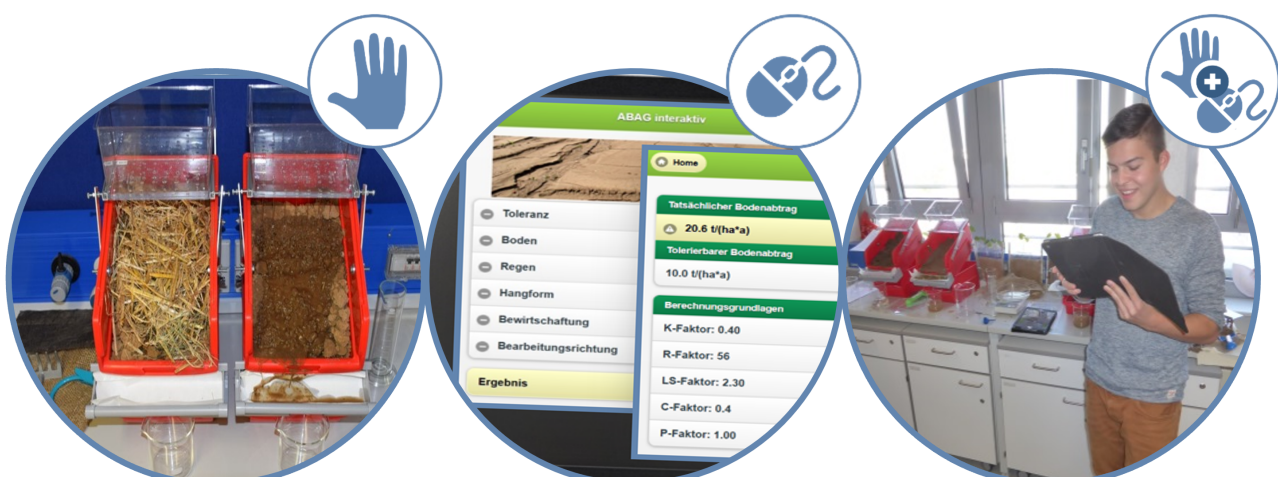 ABAG interaktiv
Toleranz
Boden
Regen
Hangform
Bewirtschaftung
Bearbeitungsrichtung
Ergebnis
Home
Tatsächlicher Bodenabtrag
20.6 t/(ha*a)
Tolerierbarer Bodenabtrag
10.0 t/(ha*a)
Berechnungsgrundlagen
K-Faktor: 0.40
R-Faktor: 56
LS-Faktor: 2.30
C-Faktor: 0.4
P-Faktor: 1.00